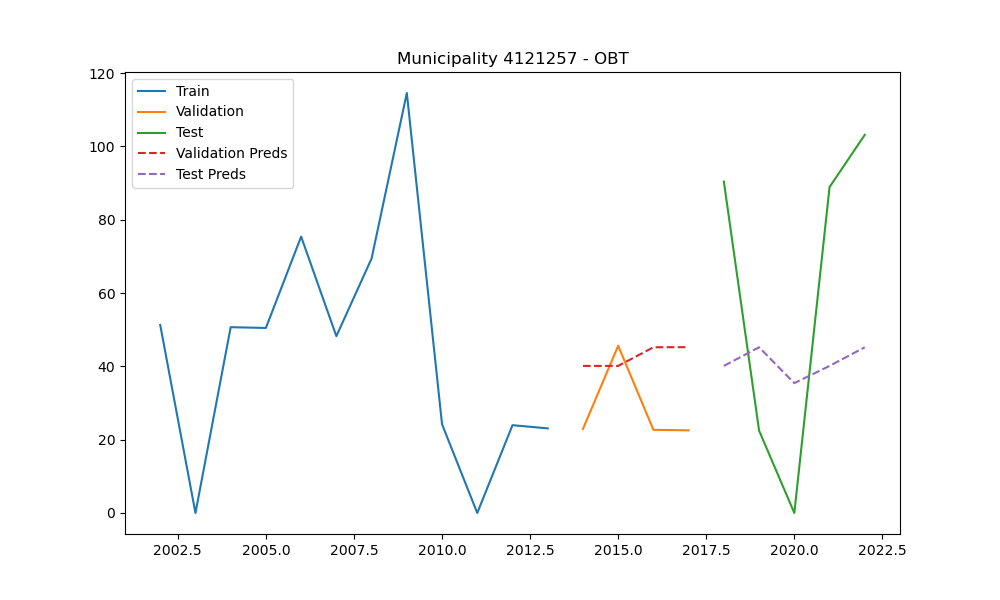 Municipality 4121257 - OBT
120
100
80
60
40
20
0
Train
Validation
Test
Validation Preds
Test Preds
2002.5 2005.0 2007.5 2010.0 2012.5 2015.0 2017.5 2020.0 2022.5